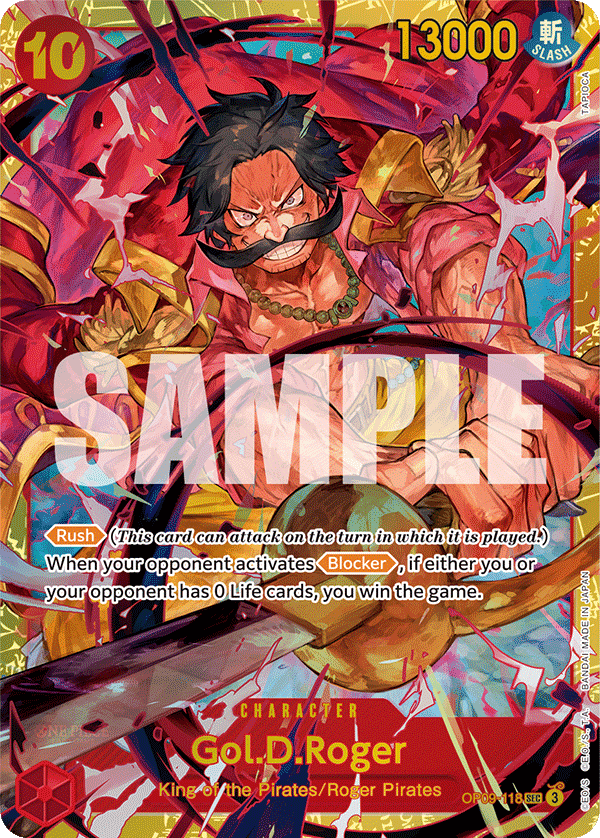 10
13000
斬
SLASH
TAPIOCA
SAMPLE
Rush (This card can attack on the turn in which it is played.)
When your opponent activates Blocker, if either you or
your opponent has 0 Life cards, you win the game.
BANDAI MADE IN JAPAN
CHARACTER
ONE PIECE
Gol.D.Roger
King of the Pirates/Roger Pirates
OP09-118 SEC 3